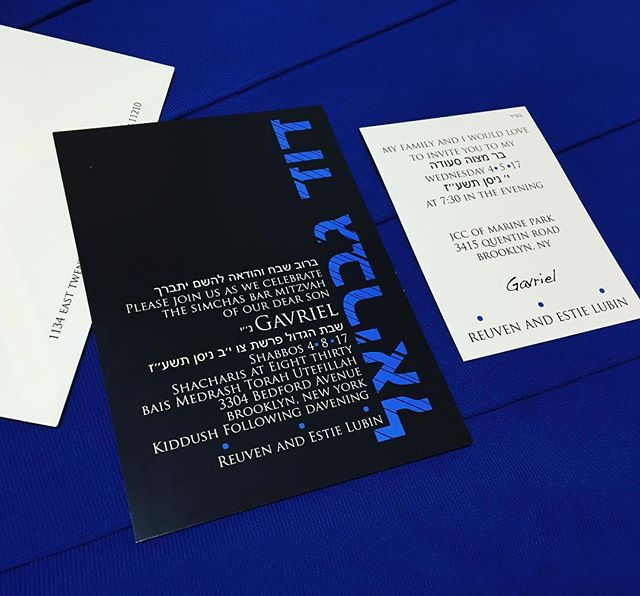 1134 EAST TWEN
11210
דוד גבריאל
ברוב שבח והודאה להשם יתברך
PLEASE JOIN US AS WE CELEBRATE
THE SIMCHAS BAR MITZVAH
OF OUR DEAR SON
GAVRIEL נ״י
שבת הגדול פרשת צו י״ב ניסן תשע״ז
SHABBOS 4•8•17
SHACHARIS AT EIGHT THIRTY
BAIS MEDRASH TORAH UTEFILLAH
3304 BEDFORD AVENUE
BROOKLYN, NEW YORK
KIDDUSH FOLLOWING DAVENING
REUVEN AND ESTIE LUBIN
בס״ד
MY FAMILY AND I WOULD LOVE
TO INVITE YOU TO MY
בר מצוה סעודה
WEDNESDAY 4•5•17
י׳ ניסן תשע״ז
AT 7:30 IN THE EVENING
JCC OF MARINE PARK
3415 QUENTIN ROAD
BROOKLYN, NY
Gavriel
REUVEN AND ESTIE LUBIN